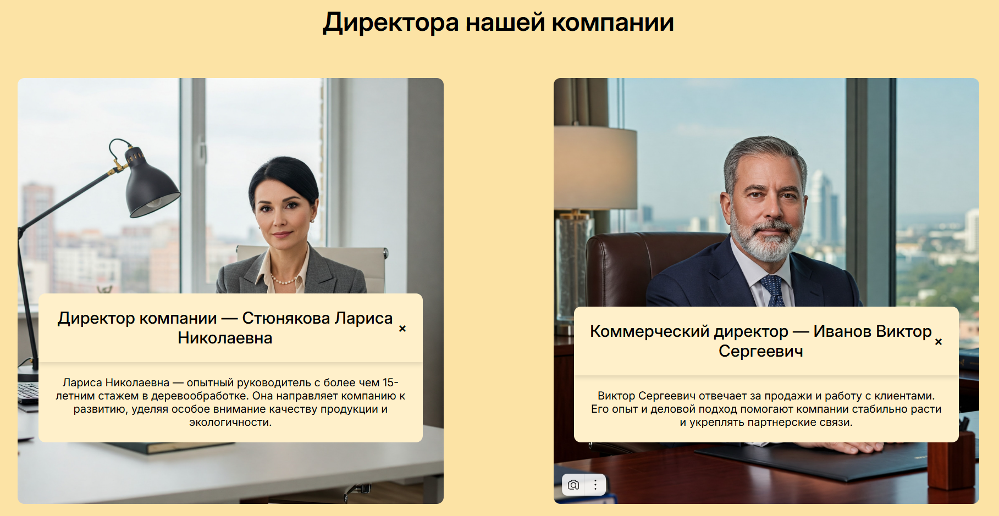 Директора нашей компании
Директор компании — Стюнякова Лариса
Николаевна
Лариса Николаевна — опытный руководитель с более чем 15-
летним стажем в деревообработке. Она направляет компанию к
развитию, уделяя особое внимание качеству продукции и
экологичности.
Коммерческий директор — Иванов Виктор
Сергеевич
Виктор Сергеевич отвечает за продажи и работу с клиентами.
Его опыт и деловой подход помогают компании стабильно расти
и укреплять партнерские связи.